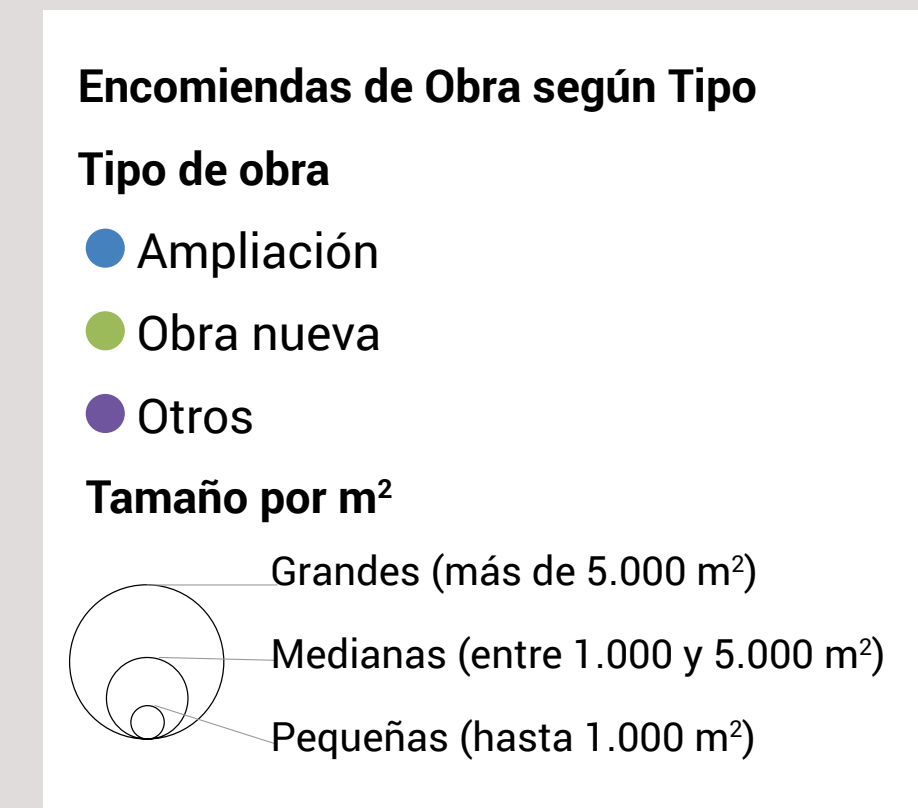 Encomiendas de Obra según Tipo
Tipo de obra
Ampliación
Obra nueva
Otros
Tamaño por m²
Grandes (más de 5.000 m²)
Medianas (entre 1.000 y 5.000 m²)
Pequeñas (hasta 1.000 m²)